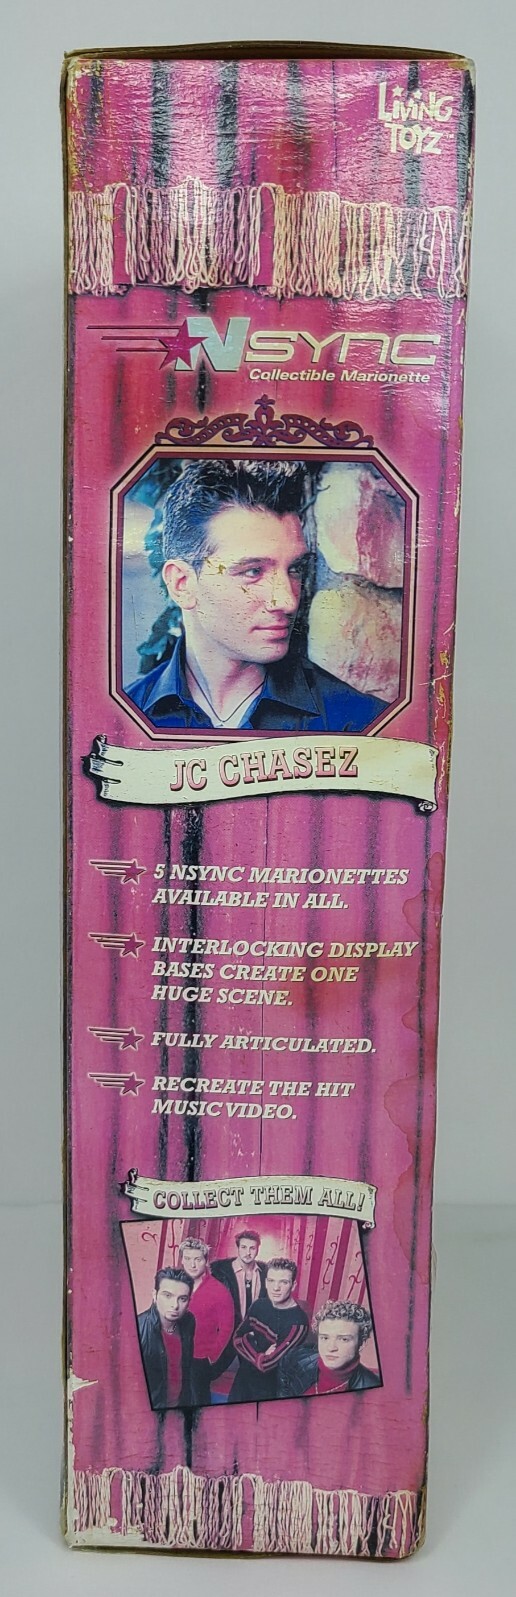 LiViNG
TOYZ
NSYNC
Collectible Marionette
JC CHASEZ
5 NSYNC MARIONETTES
AVAILABLE IN ALL.
INTERLOCKING DISPLAY
BASES CREATE ONE
HUGE SCENE.
FULLY ARTICULATED.
RECREATE THE HIT
MUSIC VIDEO.
COLLECT THEM ALL!